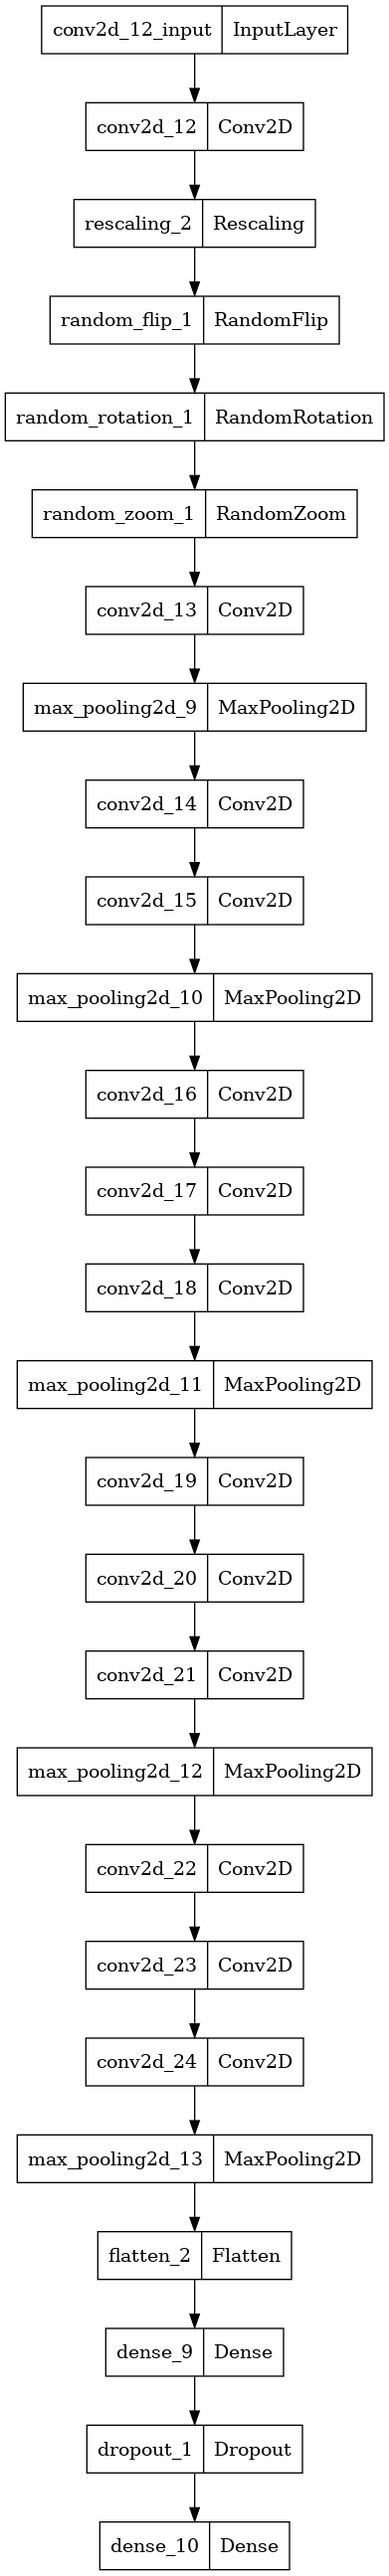 conv2d_12_input InputLayer
conv2d_12 Conv2D
rescaling_2 Rescaling
random_flip_1 RandomFlip
random_rotation_1 RandomRotation
random_zoom_1 RandomZoom
conv2d_13 Conv2D
max_pooling2d_9 MaxPooling2D
conv2d_14 Conv2D
conv2d_15 Conv2D
max_pooling2d_10 MaxPooling2D
conv2d_16 Conv2D
conv2d_17 Conv2D
conv2d_18 Conv2D
max_pooling2d_11 MaxPooling2D
conv2d_19 Conv2D
conv2d_20 Conv2D
conv2d_21 Conv2D
max_pooling2d_12 MaxPooling2D
conv2d_22 Conv2D
conv2d_23 Conv2D
conv2d_24 Conv2D
max_pooling2d_13 MaxPooling2D
flatten_2 Flatten
dense_9 Dense
dropout_1 Dropout
dense_10 Dense